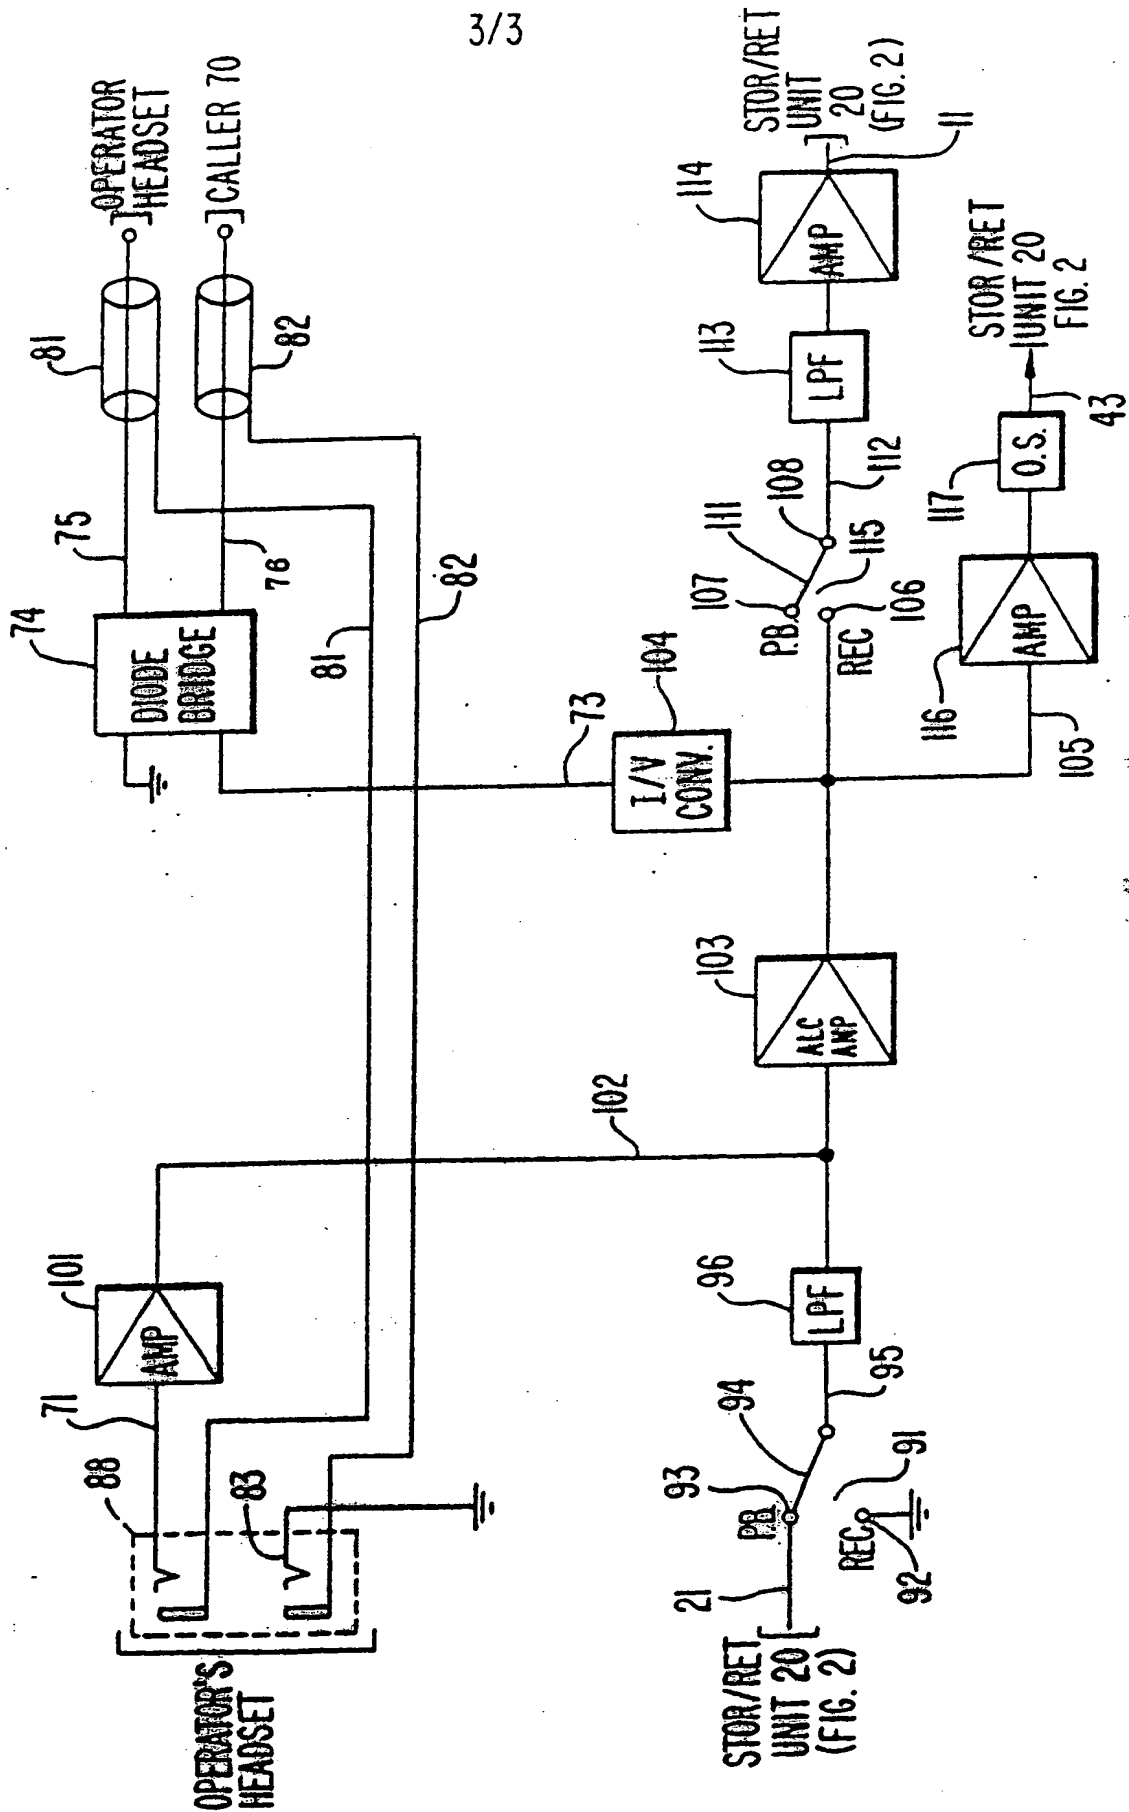 3/3
OPERATOR'S
HEADSET
88
71
83
101
AMP
102
81
82
74
DIODE
BRIDGE
75
76
81
82
OPERATOR
HEADSET
CALLER 70
73
104
I/V
CONV.
STOR/RET
UNIT 20
(FIG. 2)
21
P.B.
93
94
REC
92
91
95
96
LPF
103
ALC
AMP
P.B.
107
111
108
REC
106
115
112
113
LPF
114
AMP
11
STOR/RET
UNIT
20
(FIG. 2)
105
116
AMP
117
O.S.
43
STOR/RET
UNIT 20
FIG. 2